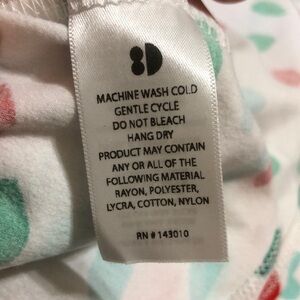 MACHINE WASH COLD
GENTLE CYCLE
DO NOT BLEACH
HANG DRY
PRODUCT MAY CONTAIN
ANY OR ALL OF THE
FOLLOWING MATERIAL
RAYON, POLYESTER,
LYCRA, COTTON, NYLON
RN # 143010